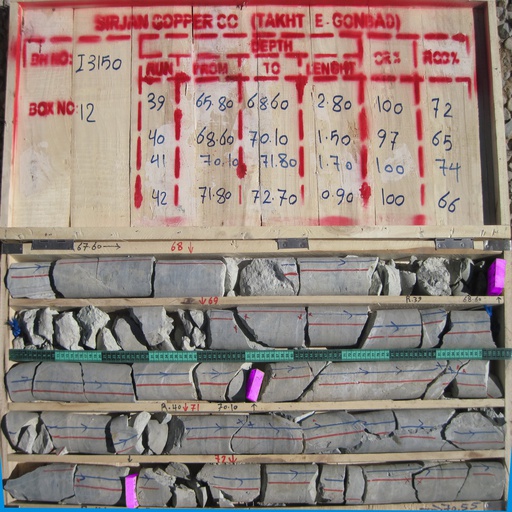 SIRJAN COPPER CO (TAKHT E-GONBAD)
DEPTH
BH NO: I3150 RUN FROM TO LENGHT CR% RQD%
BOX NO: 12 39 65.80 68.60 2.80 100 72
40 68.60 70.10 1.50 97 65
41 70.10 71.80 1.70 100 74
42 71.80 72.70 0.90 100 66
67.60 → 68 ↓
↓ 69 R.39 68.60 ↑
R.40 ↓ 71 70.10 ↑
72 ↓